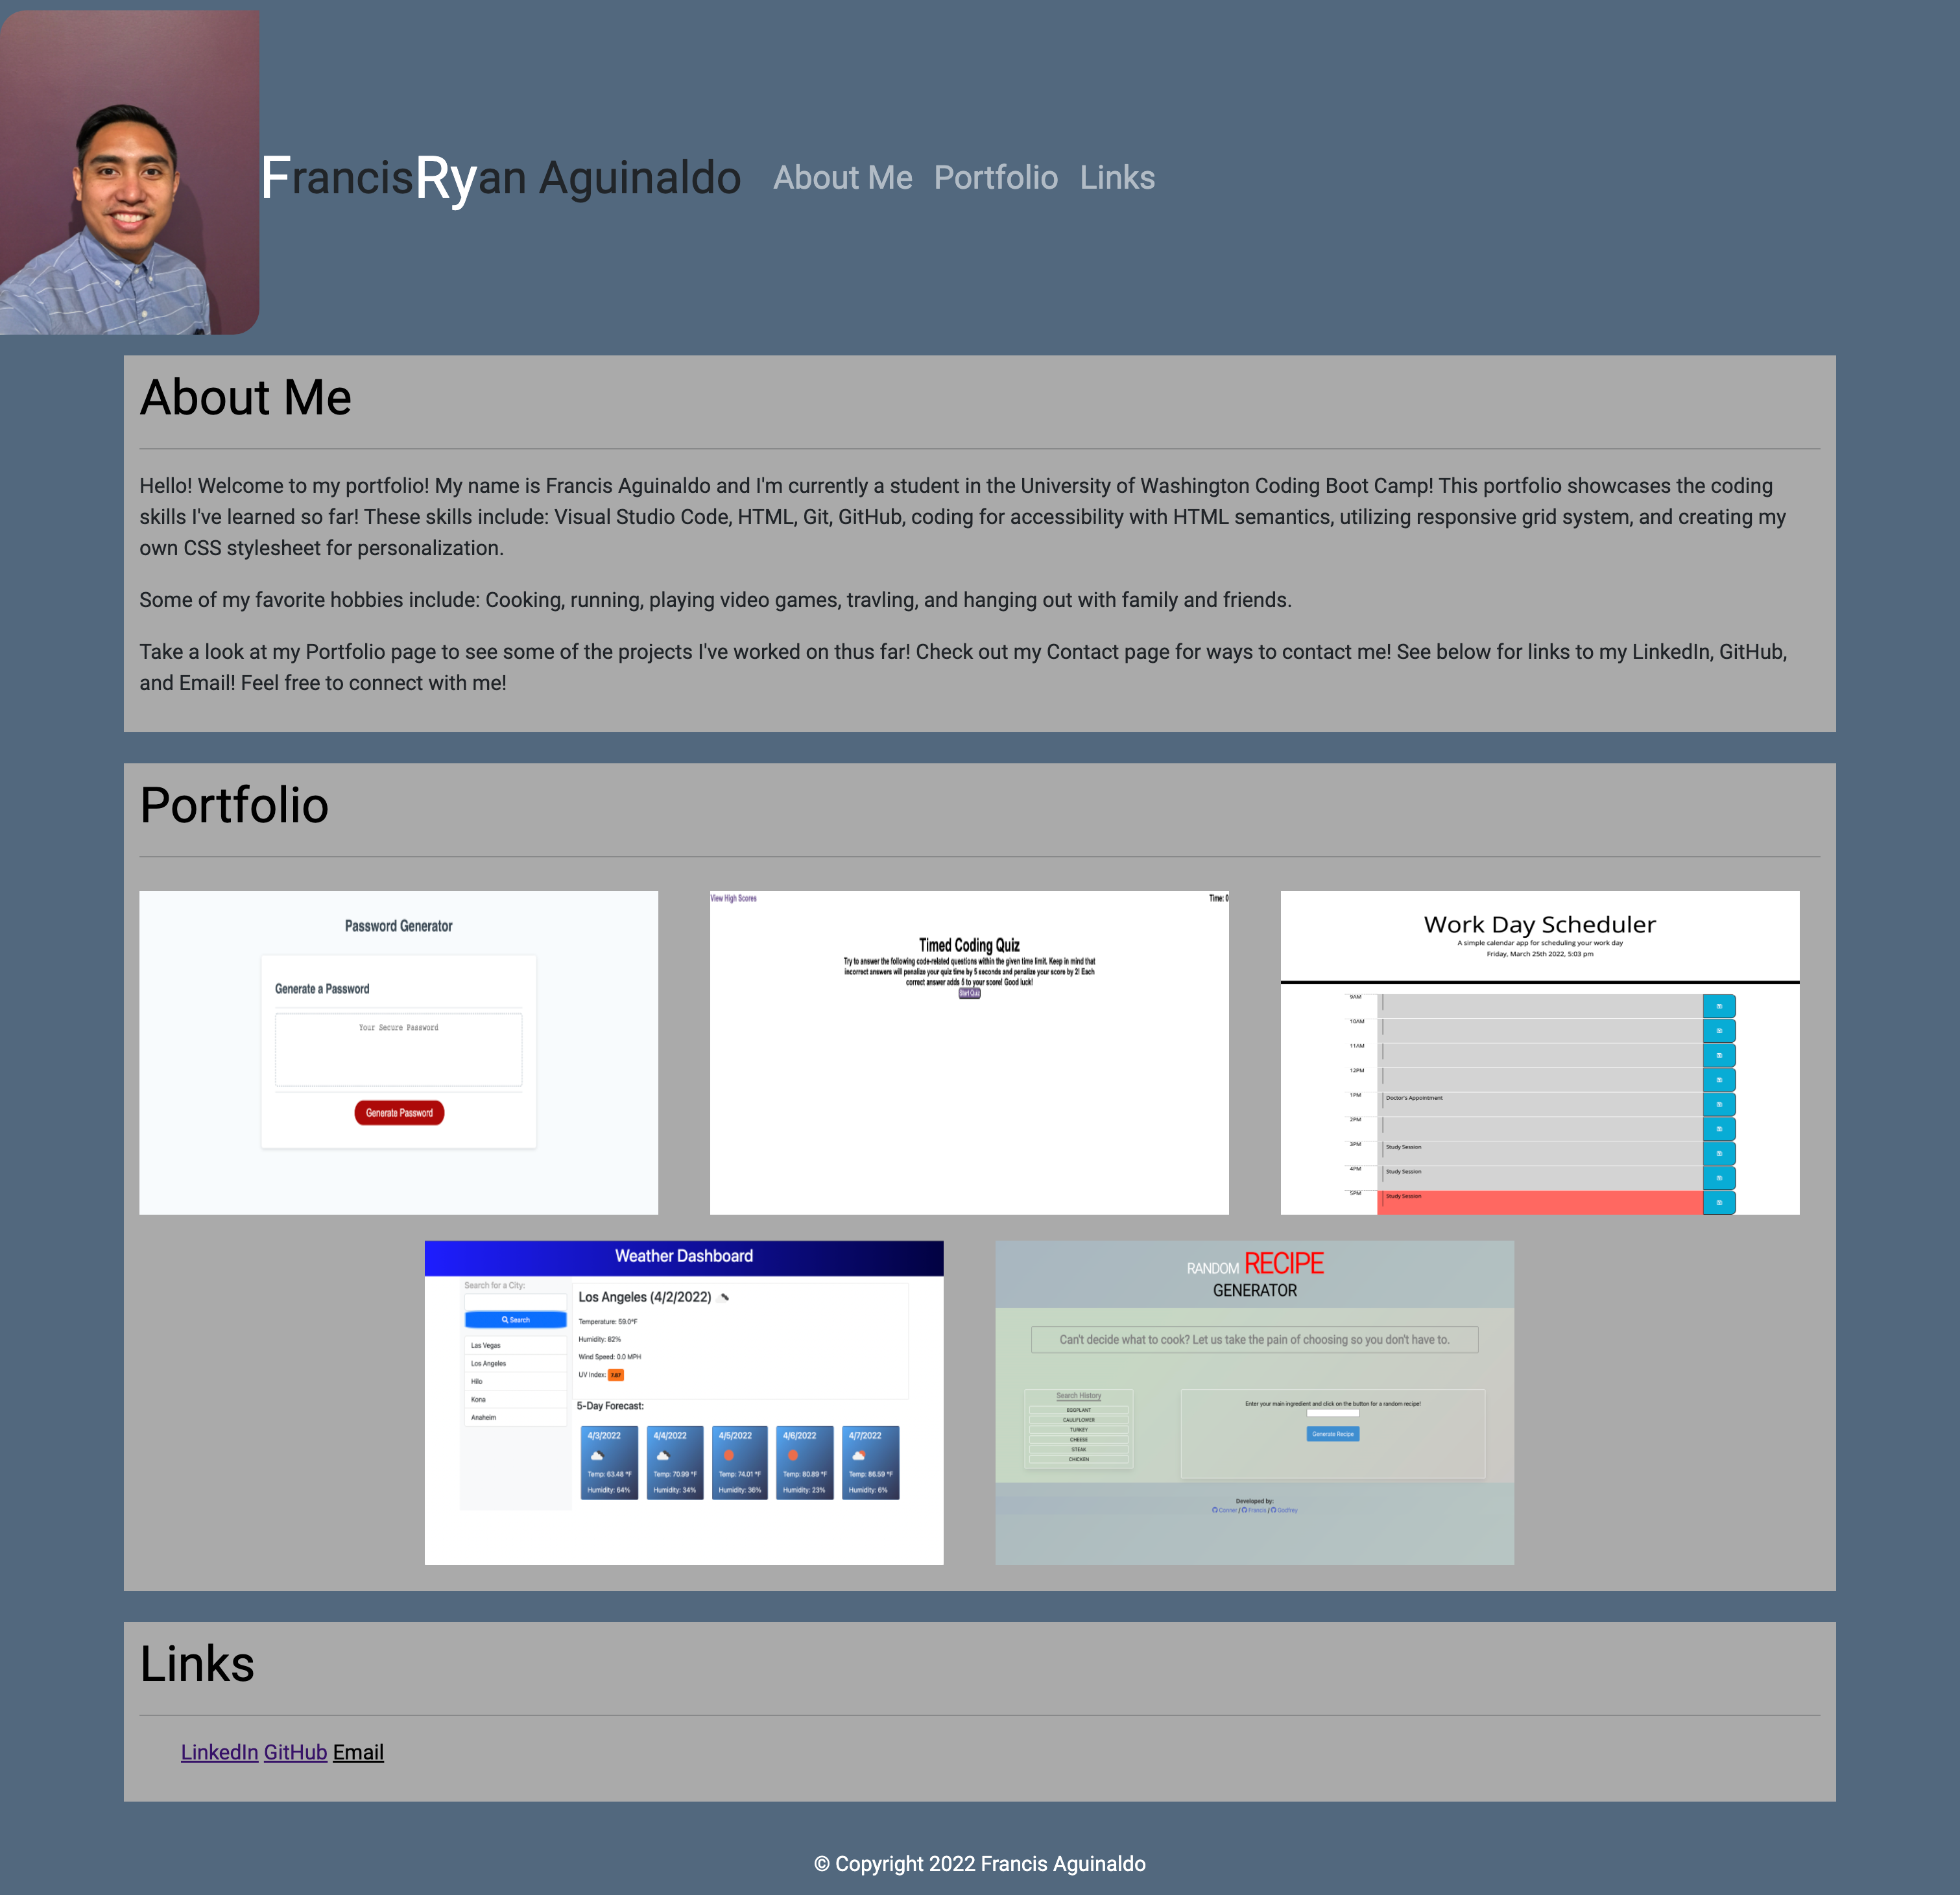 FrancisRyan Aguinaldo About Me Portfolio Links
About Me
Hello! Welcome to my portfolio! My name is Francis Aguinaldo and I'm currently a student in the University of Washington Coding Boot Camp! This portfolio showcases the coding
skills I've learned so far! These skills include: Visual Studio Code, HTML, Git, GitHub, coding for accessibility with HTML semantics, utilizing responsive grid system, and creating my
own CSS stylesheet for personalization.
Some of my favorite hobbies include: Cooking, running, playing video games, travling, and hanging out with family and friends.
Take a look at my Portfolio page to see some of the projects I've worked on thus far! Check out my Contact page for ways to contact me! See below for links to my LinkedIn, GitHub,
and Email! Feel free to connect with me!
Portfolio
Password Generator
Generate a Password
Your Secure Password
Generate Password
View High Scores Time: 0
Timed Coding Quiz
Try to answer the following code-related questions within the given time limit. Keep in mind that
incorrect answers will penalize your quiz time by 5 seconds and penalize your score by 2! Each
correct answer adds 5 to your score! Good luck!
Start Quiz
Work Day Scheduler
A simple calendar app for scheduling your work day
Friday, March 25th 2022, 5:03 pm
9AM
10AM
11AM
12PM
1PM Doctor's Appointment
2PM
3PM Study Session
4PM Study Session
5PM Study Session
Weather Dashboard
Search for a City:
Search
Las Vegas
Los Angeles
Hilo
Kona
Anaheim
Los Angeles (4/2/2022)
Temperature: 59.0°F
Humidity: 82%
Wind Speed: 0.0 MPH
UV Index: 7.87
5-Day Forecast:
4/3/2022 4/4/2022 4/5/2022 4/6/2022 4/7/2022
Temp: 63.48 °F Temp: 70.99 °F Temp: 74.01 °F Temp: 80.89 °F Temp: 86.59 °F
Humidity: 64% Humidity: 34% Humidity: 36% Humidity: 23% Humidity: 6%
RANDOM RECIPE
GENERATOR
Can't decide what to cook? Let us take the pain of choosing so you don't have to.
Search History
EGGPLANT
CAULIFLOWER
TURKEY
CHEESE
STEAK
CHICKEN
Enter your main ingredient and click on the button for a random recipe!
Generate Recipe
Developed by:
Conner / Francis / Godfrey
Links
LinkedIn GitHub Email
© Copyright 2022 Francis Aguinaldo